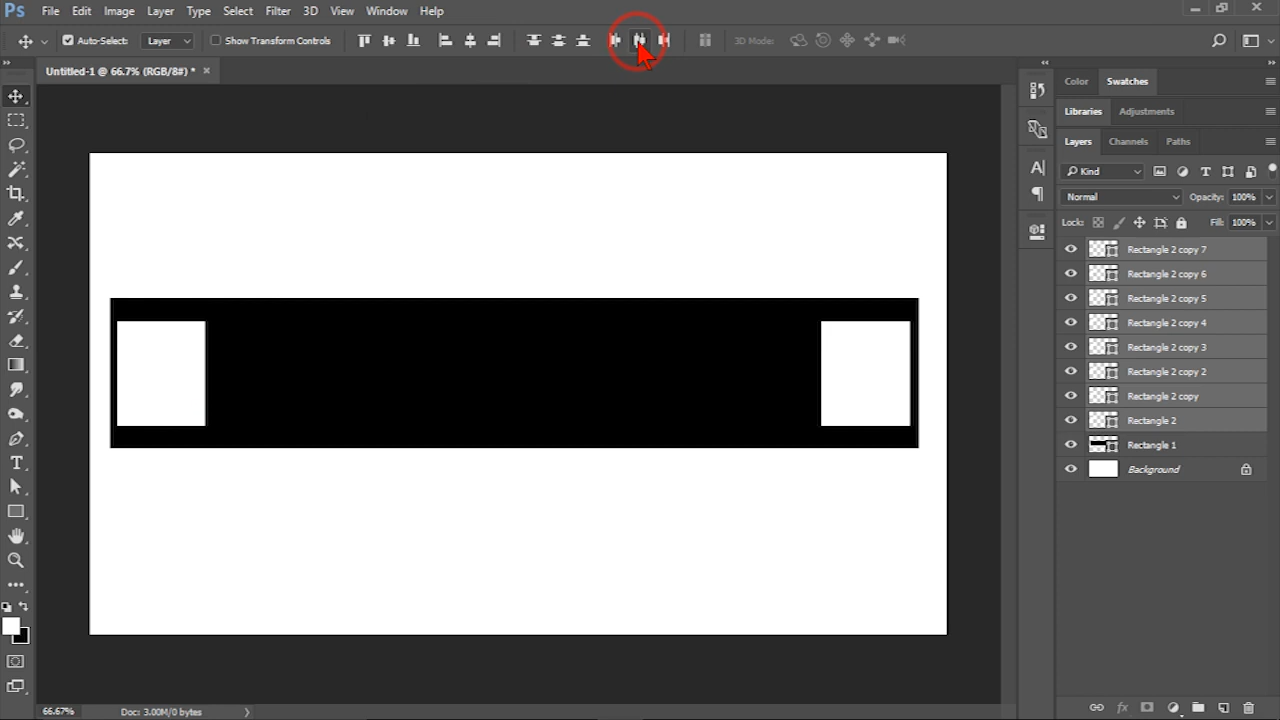 Ps File Edit Image Layer Type Select Filter 3D View Window Help
Auto-Select: Layer Show Transform Controls 3D Mode:
Untitled-1 @ 66.7% (RGB/8#) * ×
Color Swatches
Libraries Adjustments
Layers Channels Paths
Kind
Normal Opacity: 100%
Lock: Fill: 100%
Rectangle 2 copy 7
Rectangle 2 copy 6
Rectangle 2 copy 5
Rectangle 2 copy 4
Rectangle 2 copy 3
Rectangle 2 copy 2
Rectangle 2 copy
Rectangle 2
Rectangle 1
Background
66.67% Doc: 3.00M/0 bytes